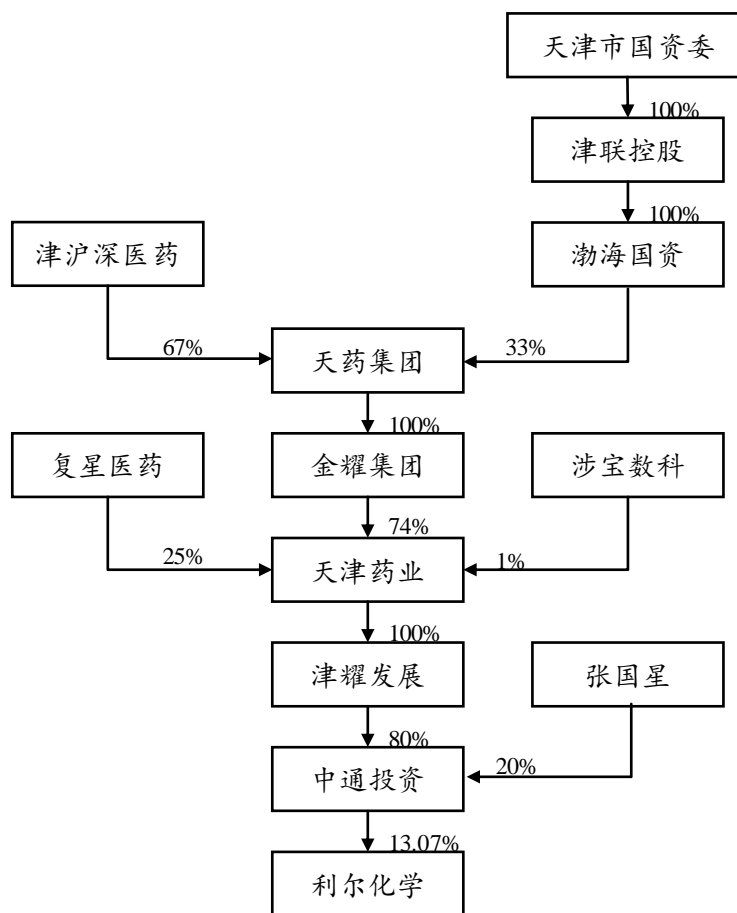 天津市国资委
100%
津联控股
100%
津沪深医药
渤海国资
67%
天药集团
33%
100%
复星医药
金耀集团
涉宝数科
74%
25%
天津药业
1%
100%
津耀发展
张国星
80%
中通投资
20%
13.07%
利尔化学